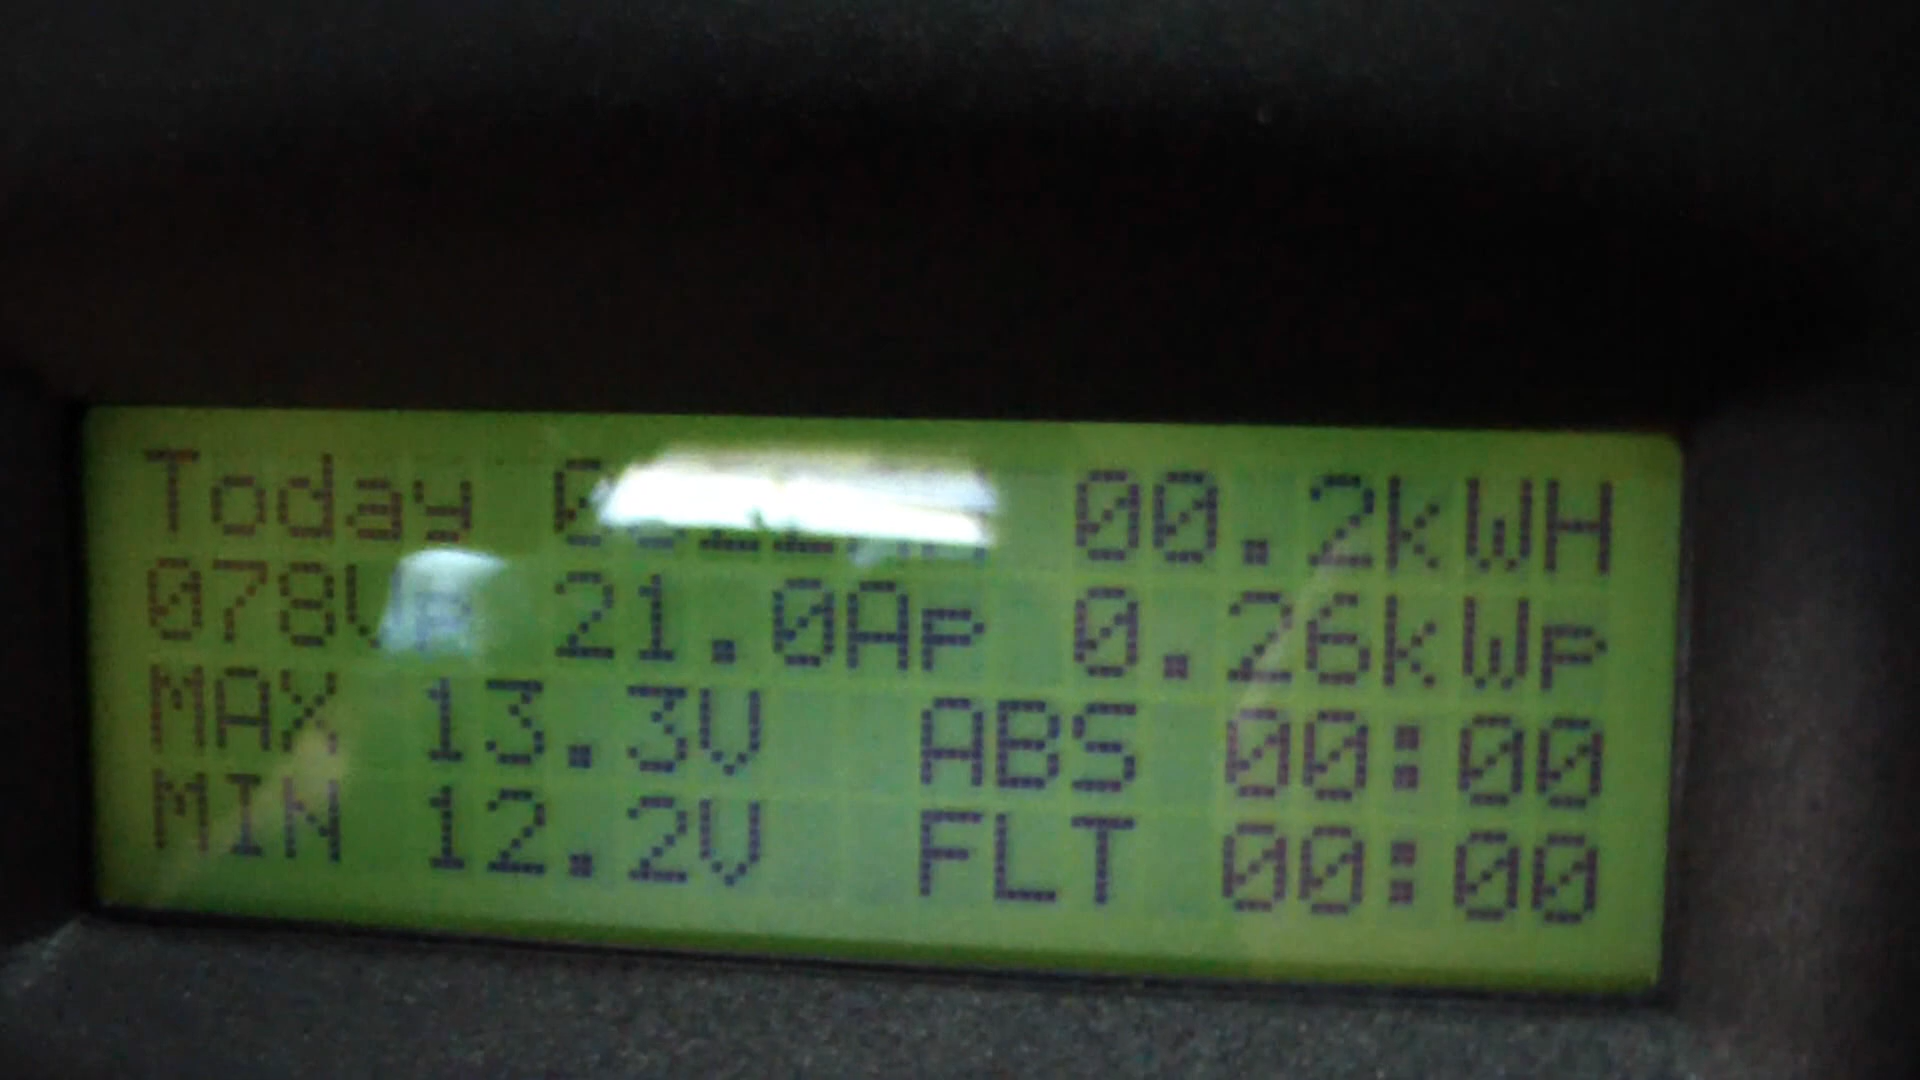 Today 00.2kWH
078Vp 21.0Ap 0.26kWp
MAX 13.3V ABS 00:00
MIN 12.2V FLT 00:00